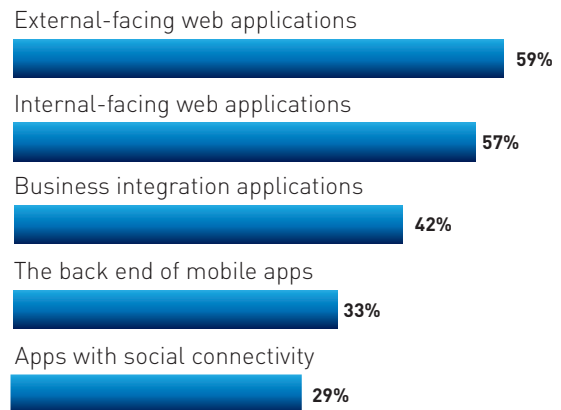 External-facing web applications
59%
Internal-facing web applications
57%
Business integration applications
42%
The back end of mobile apps
33%
Apps with social connectivity
29%